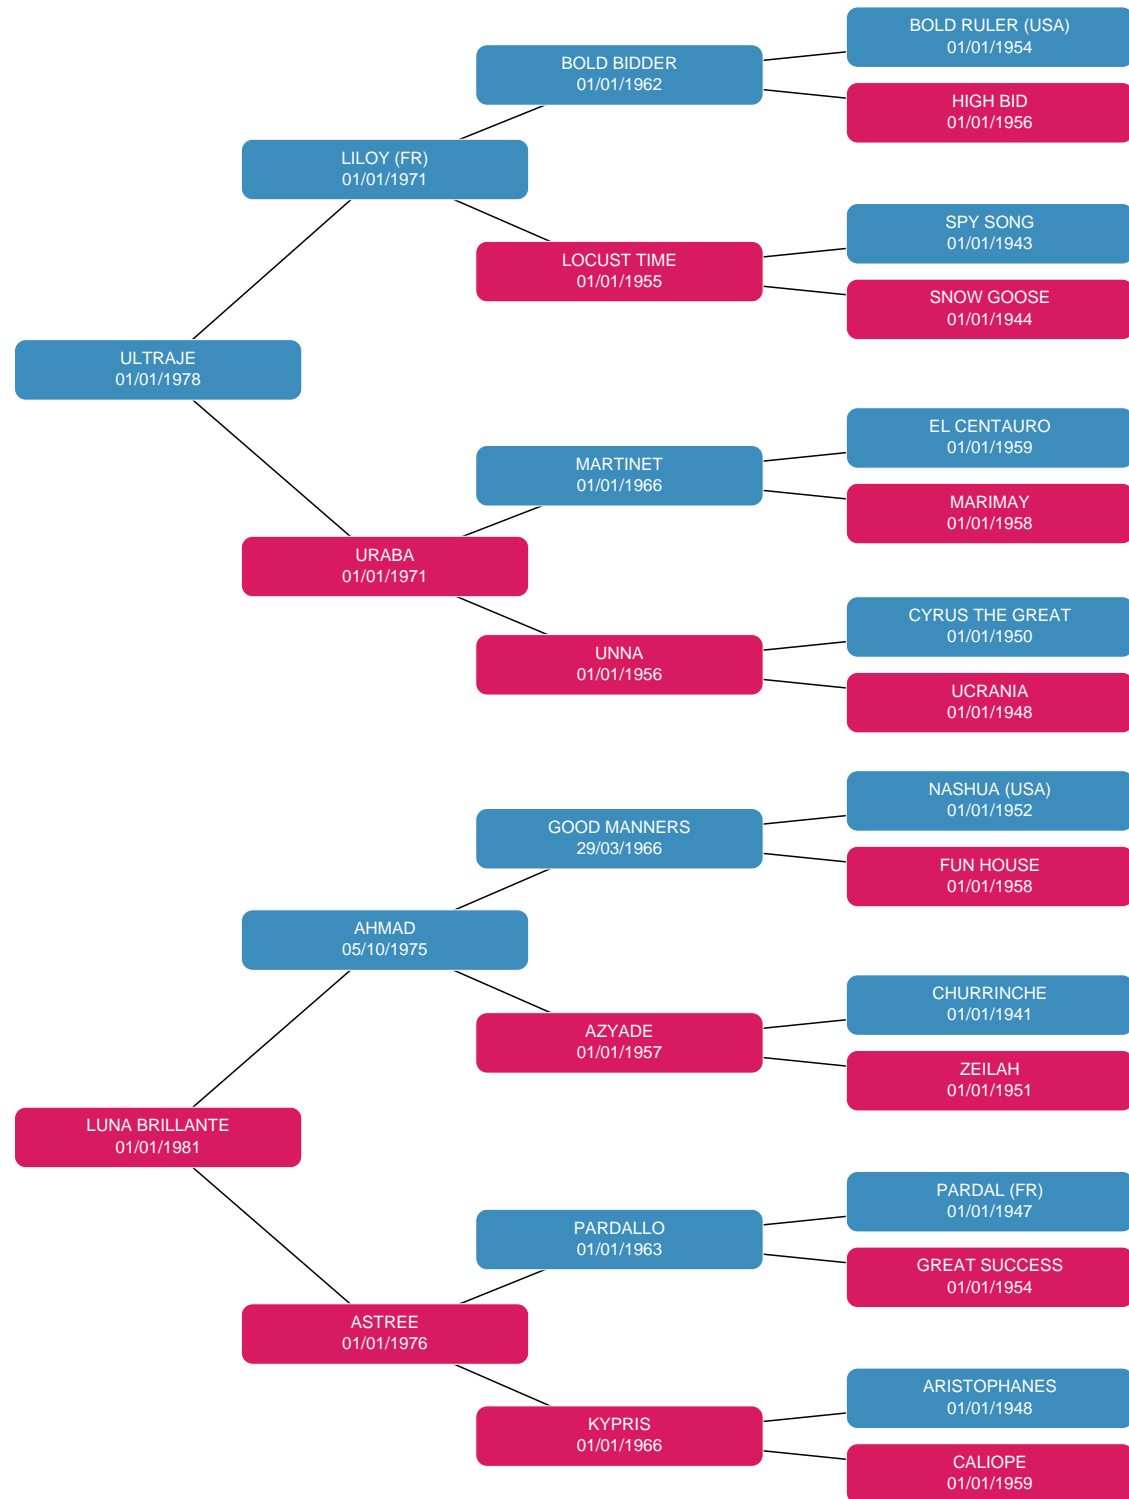 BOLD RULER (USA)
01/01/1954
BOLD BIDDER
01/01/1962
HIGH BID
01/01/1956
LILOY (FR)
01/01/1971
SPY SONG
01/01/1943
LOCUST TIME
01/01/1955
SNOW GOOSE
01/01/1944
ULTRAJE
01/01/1978
EL CENTAURO
01/01/1959
MARTINET
01/01/1966
MARIMAY
01/01/1958
URABA
01/01/1971
CYRUS THE GREAT
01/01/1950
UNNA
01/01/1956
UCRANIA
01/01/1948
NASHUA (USA)
01/01/1952
GOOD MANNERS
29/03/1966
FUN HOUSE
01/01/1958
AHMAD
05/10/1975
CHURRINCHE
01/01/1941
AZYADE
01/01/1957
ZEILAH
01/01/1951
LUNA BRILLANTE
01/01/1981
PARDAL (FR)
01/01/1947
PARDALLO
01/01/1963
GREAT SUCCESS
01/01/1954
ASTREE
01/01/1976
ARISTOPHANES
01/01/1948
KYPRIS
01/01/1966
CALIOPE
01/01/1959